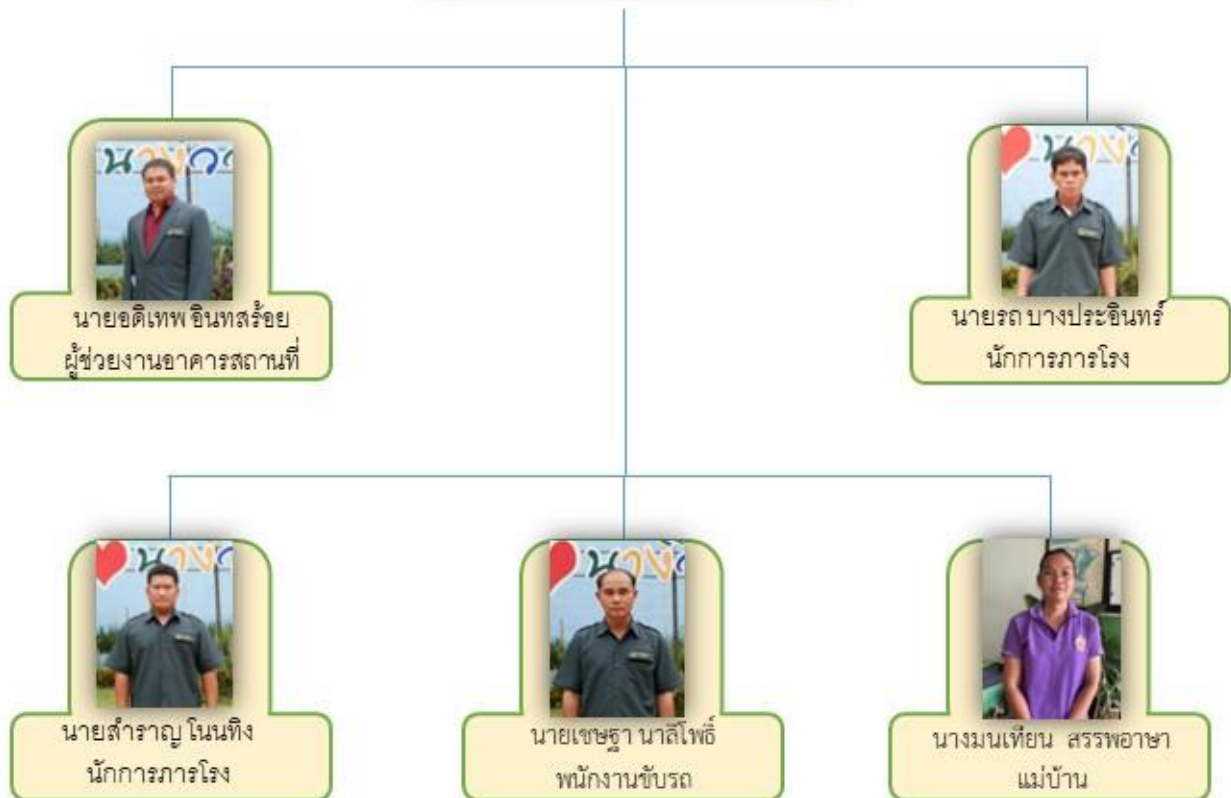 นายอดิเทพ อินทสร้อย
ผู้ช่วยงานอาคารสถานที่
นายรถ บางประอินทร์
นักการภารโรง
นายสำราญ โนนทิง
นักการภารโรง
นายเชษฐา นาลีโพธิ์
พนักงานขับรถ
นางมนเทียน สรรพอาษา
แม่บ้าน